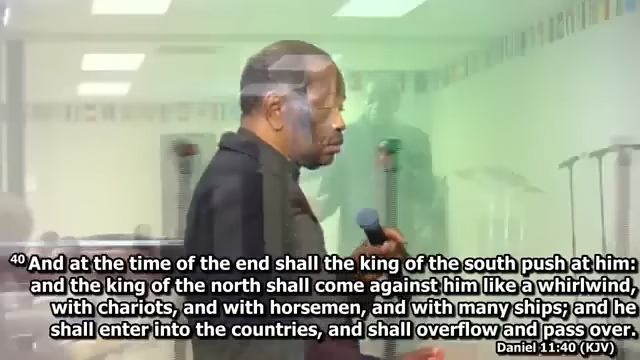 40 And at the time of the end shall the king of the south push at him:
and the king of the north shall come against him like a whirlwind,
with chariots, and with horsemen, and with many ships; and he
shall enter into the countries, and shall overflow and pass over.
Daniel 11:40 (KJV)